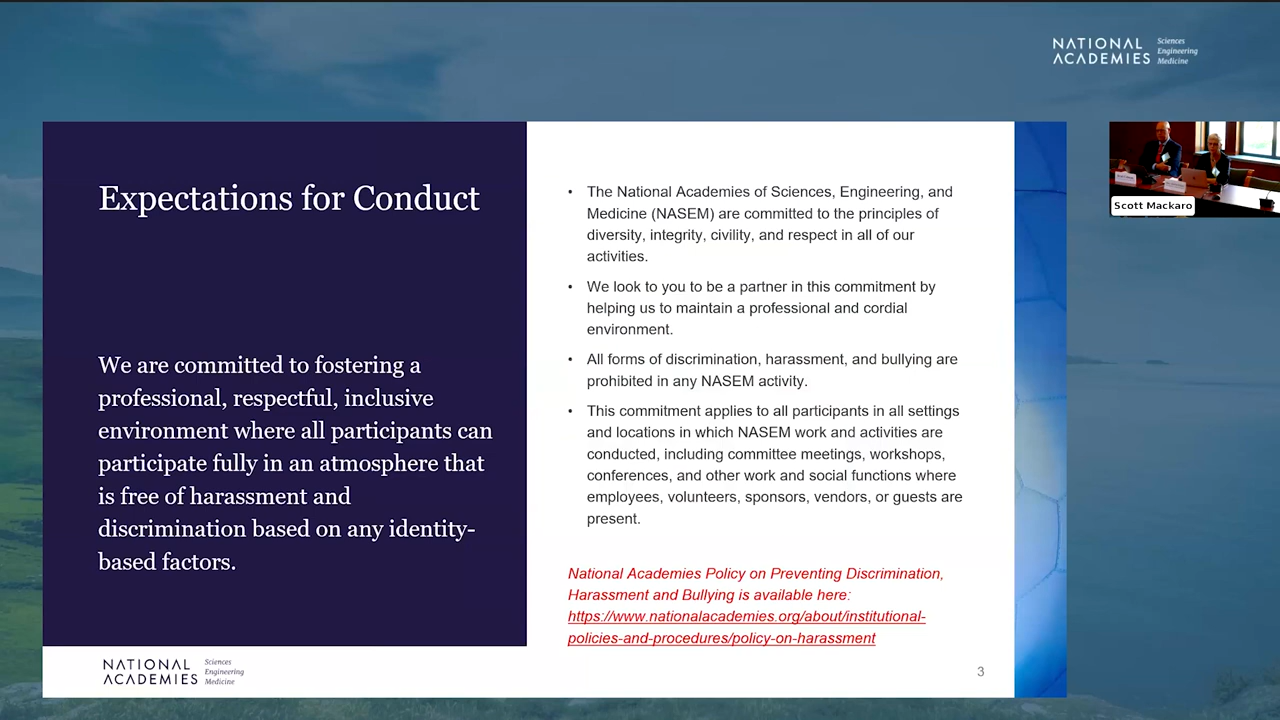 NATIONAL
ACADEMIES
Sciences
Engineering
Medicine
Expectations for Conduct
We are committed to fostering a
professional, respectful, inclusive
environment where all participants can
participate fully in an atmosphere that
is free of harassment and
discrimination based on any identity-
based factors.
• The National Academies of Sciences, Engineering, and
Medicine (NASEM) are committed to the principles of
diversity, integrity, civility, and respect in all of our
activities.
• We look to you to be a partner in this commitment by
helping us to maintain a professional and cordial
environment.
• All forms of discrimination, harassment, and bullying are
prohibited in any NASEM activity.
• This commitment applies to all participants in all settings
and locations in which NASEM work and activities are
conducted, including committee meetings, workshops,
conferences, and other work and social functions where
employees, volunteers, sponsors, vendors, or guests are
present.
National Academies Policy on Preventing Discrimination,
Harassment and Bullying is available here:
https://www.nationalacademies.org/about/institutional-
policies-and-procedures/policy-on-harassment
NATIONAL
ACADEMIES
Sciences
Engineering
Medicine
3
Scott Mackaro